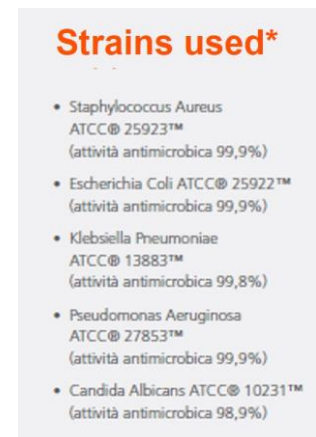 Strains used*
• Staphylococcus Aureus
ATCC® 25923™
(attività antimicrobica 99,9%)
• Escherichia Coli ATCC® 25922™
(attività antimicrobica 99,9%)
• Klebsiella Pneumoniae
ATCC® 13883™
(attività antimicrobica 99,8%)
• Pseudomonas Aeruginosa
ATCC® 27853™
(attività antimicrobica 99,9%)
• Candida Albicans ATCC® 10231™
(attività antimicrobica 98,9%)